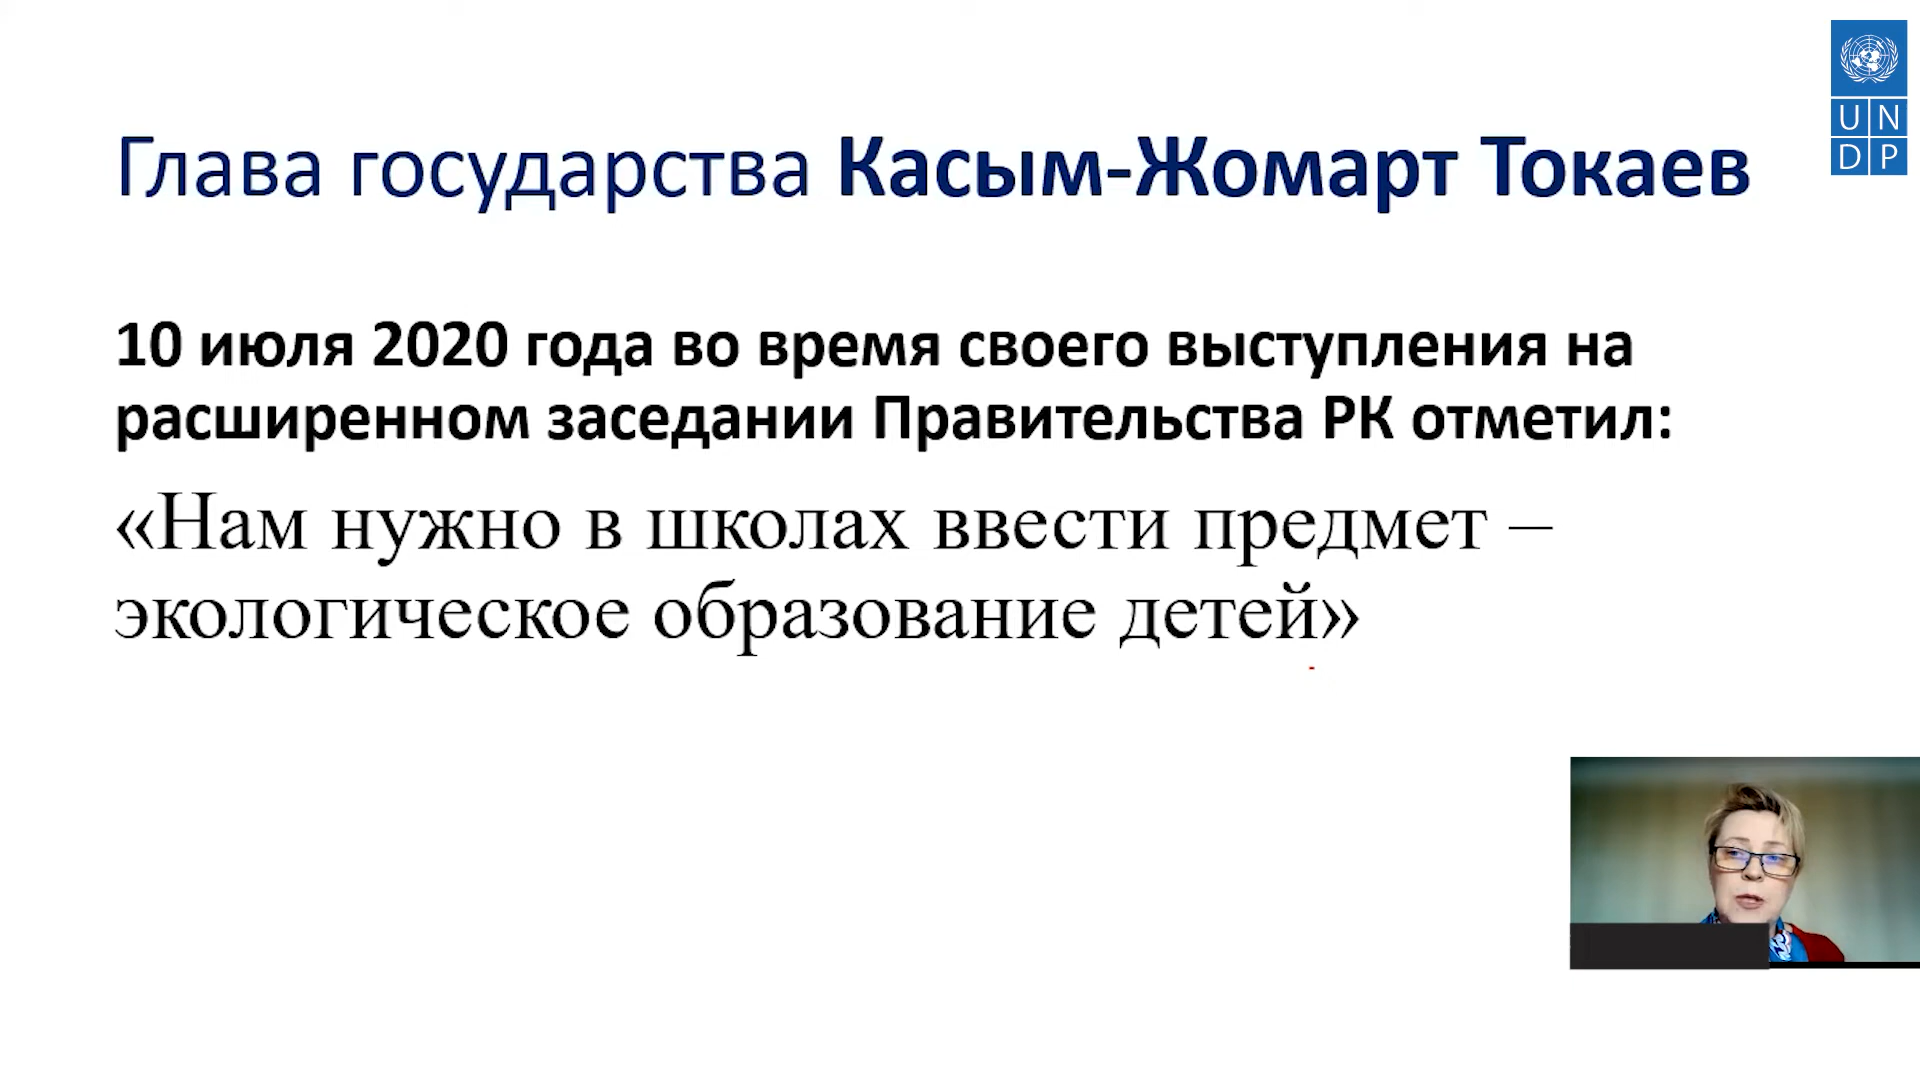 Глава государства Касым-Жомарт Токаев
10 июля 2020 года во время своего выступления на
расширенном заседании Правительства РК отметил:
«Нам нужно в школах ввести предмет –
экологическое образование детей»
U N
D P